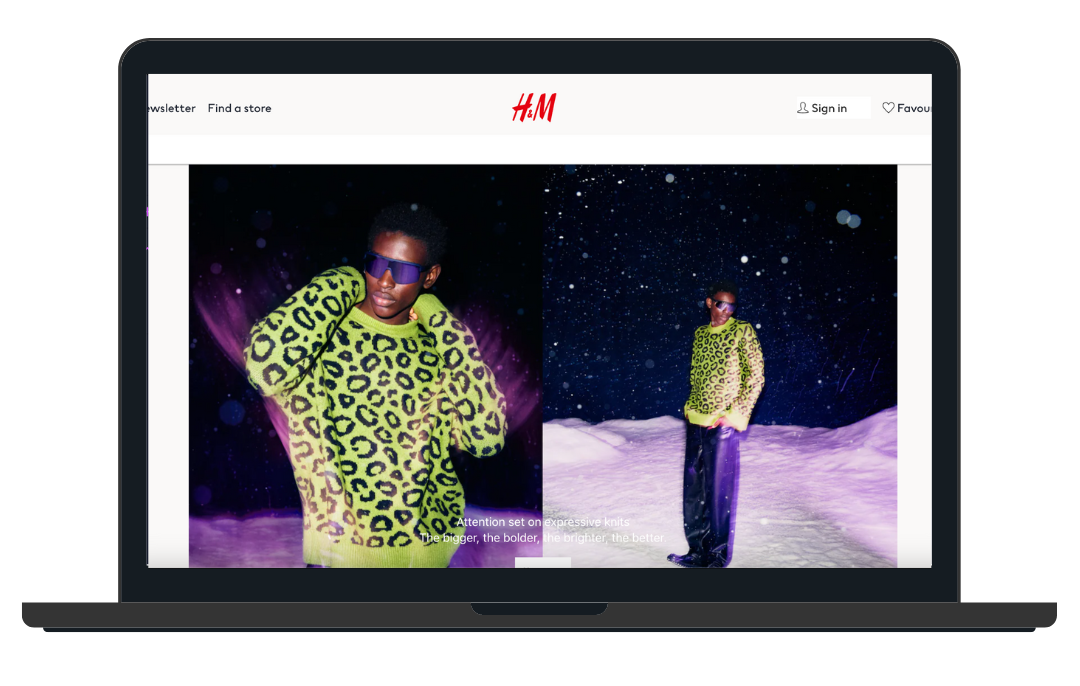 ewsletter Find a store
H&M
Sign in
Favou
Attention set on expressive knits
The bigger, the bolder, the brighter, the better.